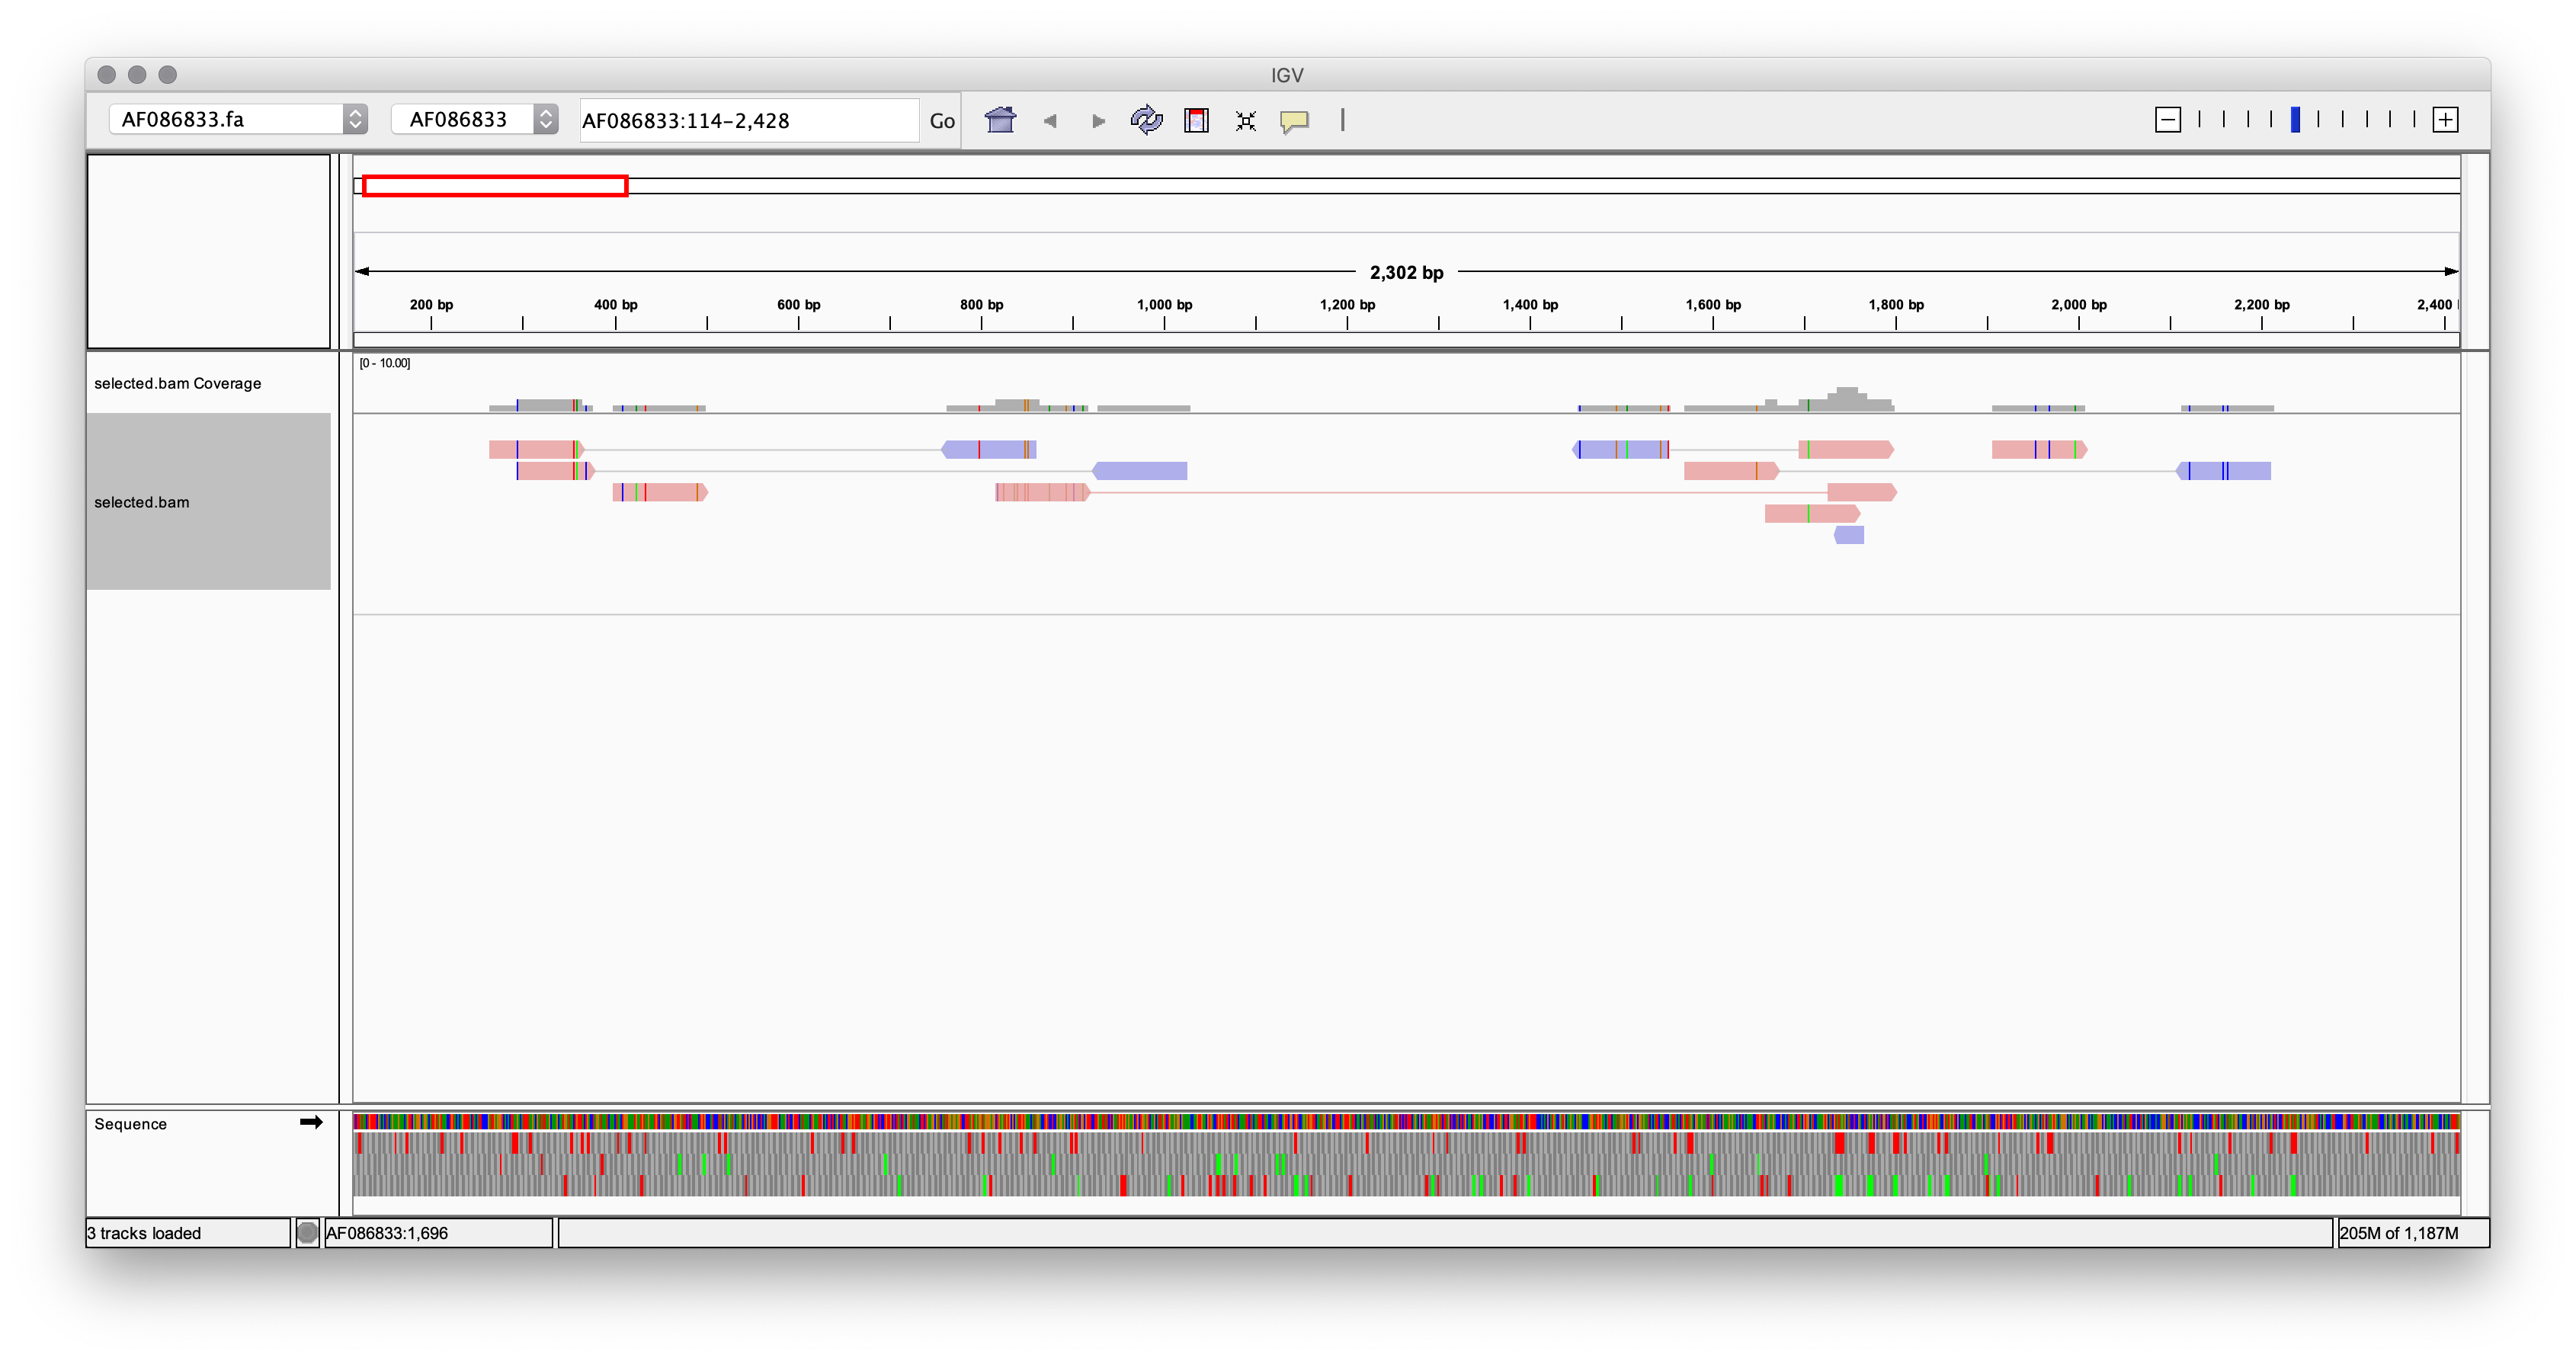 IGV
AF086833.fa AF086833 AF086833:114-2,428 Go
2,302 bp
200 bp 400 bp 600 bp 800 bp 1,000 bp 1,200 bp 1,400 bp 1,600 bp 1,800 bp 2,000 bp 2,200 bp 2,400
[0 - 10.00]
selected.bam Coverage
selected.bam
Sequence
3 tracks loaded AF086833:1,696 205M of 1,187M